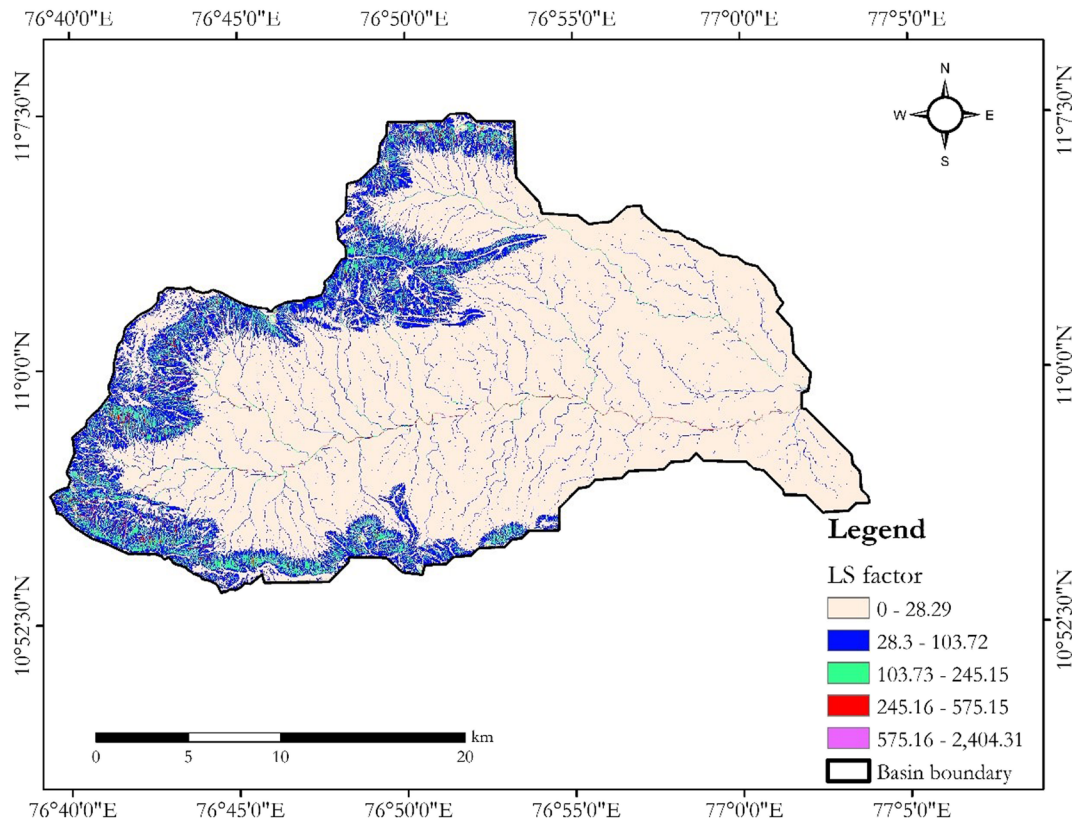 76°40'0"E 76°45'0"E 76°50'0"E 76°55'0"E 77°0'0"E 77°5'0"E
N
W E
S
11°7'30"N 11°7'30"N
11°0'0"N 11°0'0"N
10°52'30"N 10°52'30"N
Legend
LS factor
0 - 28.29
28.3 - 103.72
103.73 - 245.15
245.16 - 575.15
575.16 - 2,404.31
Basin boundary
km
0 5 10 20
76°40'0"E 76°45'0"E 76°50'0"E 76°55'0"E 77°0'0"E 77°5'0"E